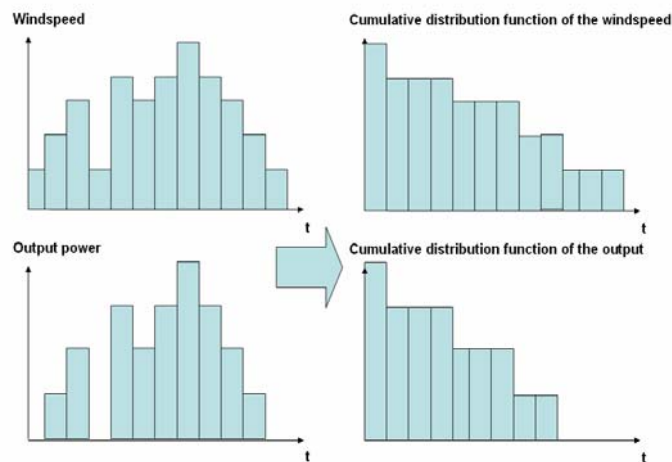 Windspeed
Cumulative distribution function of the windspeed
t
t
Output power
Cumulative distribution function of the output
t
t